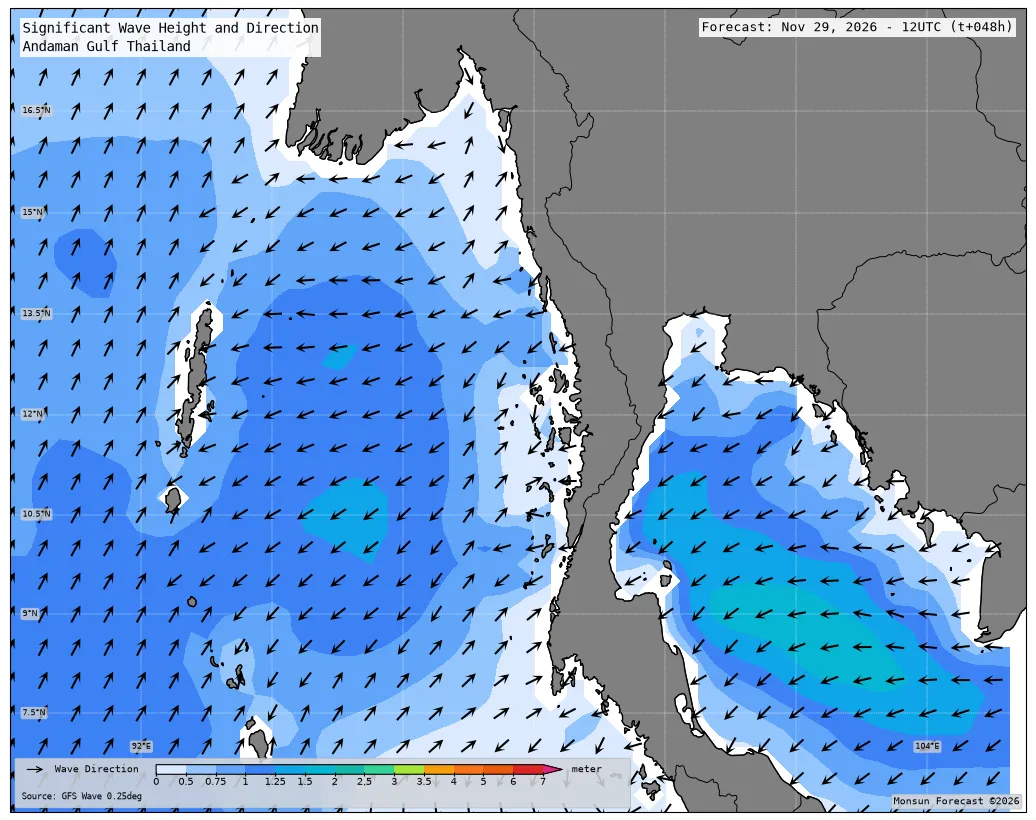 Significant Wave Height and Direction
Andaman Gulf Thailand
Forecast: Nov 29, 2026 - 12UTC (t+048h)
16.5°N
15°N
13.5°N
12°N
10.5°N
9°N
7.5°N
92°E
104°E
Wave Direction
meter
0.5 0.75 1 1.25 1.5 2 2.5 3 3.5 4 5 6 7
Source: GFS Wave 0.25deg
Monsun Forecast ©2026